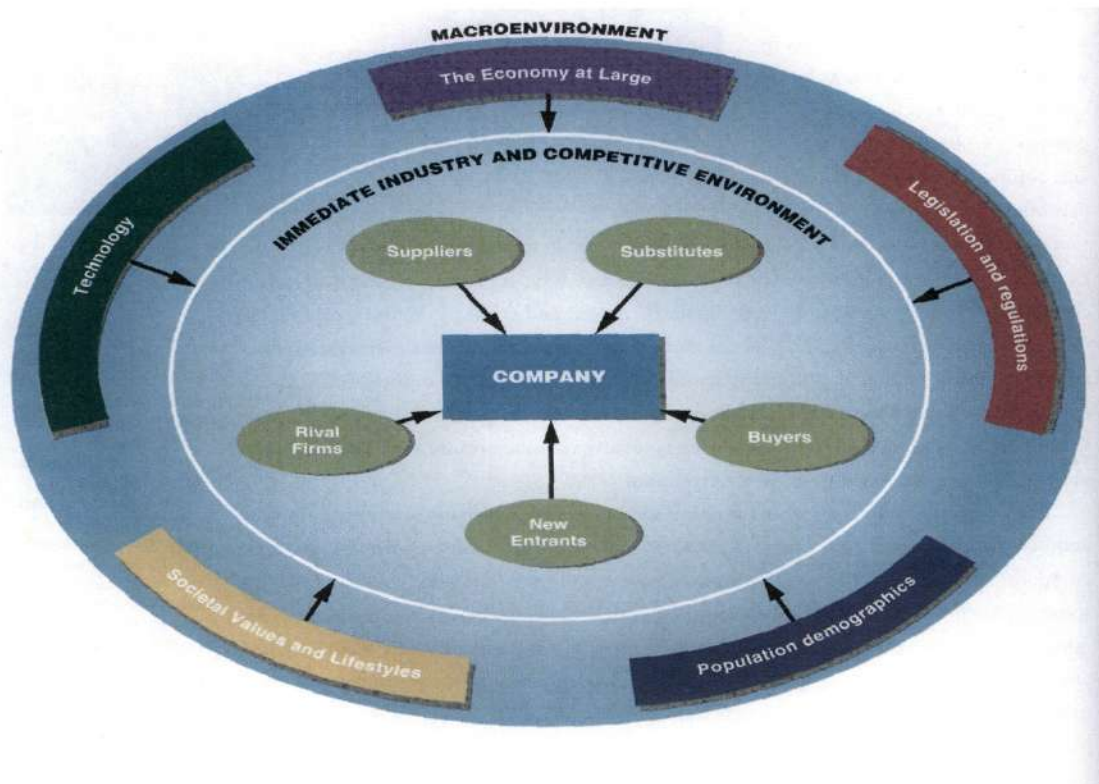 MACROENVIRONMENT
The Economy at Large
IMMEDIATE INDUSTRY AND COMPETITIVE ENVIRONMENT
Technology
Legislation and regulations
Suppliers
Substitutes
COMPANY
Rival
Firms
Buyers
New
Entrants
Societal Values and Lifestyles
Population demographics